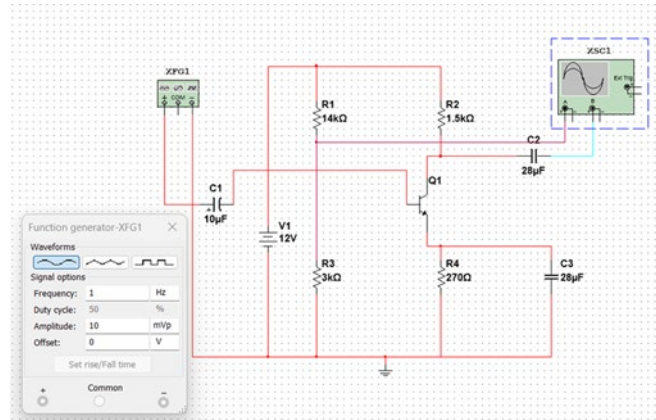 XSC1
XFG1
COM
Ext Trig
A
B
R1
14kΩ
R2
1.5kΩ
C2
28µF
Q1
C1
10µF
V1
12V
R3
3kΩ
R4
270Ω
C3
28µF
Function generator-XFG1
Waveforms
Signal options
Frequency: 1 Hz
Duty cycle: 50 %
Amplitude: 10 mVp
Offset: 0 V
Set rise/Fall time
+ Common −